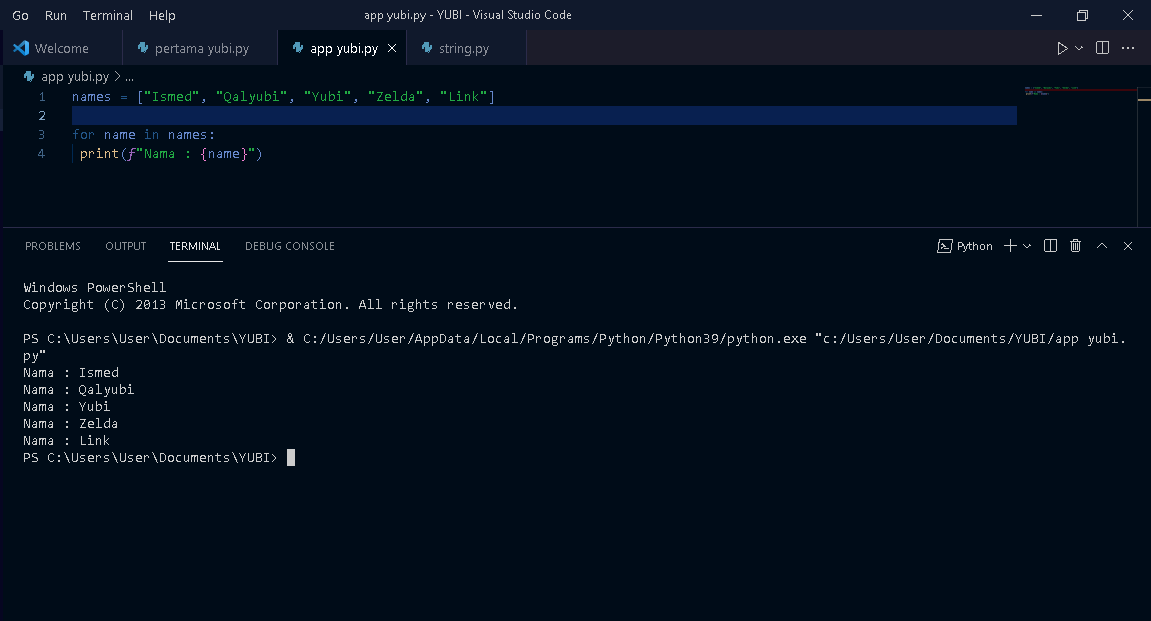 Go Run Terminal Help app yubi.py - YUBI - Visual Studio Code
Welcome pertama yubi.py app yubi.py string.py
app yubi.py > ...
1 names = ["Ismed", "Qalyubi", "Yubi", "Zelda", "Link"]
2
3 for name in names:
4 print(f"Nama : {name}")
PROBLEMS OUTPUT TERMINAL DEBUG CONSOLE Python
Windows PowerShell
Copyright (C) 2013 Microsoft Corporation. All rights reserved.
PS C:\Users\User\Documents\YUBI> & C:/Users/User/AppData/Local/Programs/Python/Python39/python.exe "c:/Users/User/Documents/YUBI/app yubi.
py"
Nama : Ismed
Nama : Qalyubi
Nama : Yubi
Nama : Zelda
Nama : Link
PS C:\Users\User\Documents\YUBI>